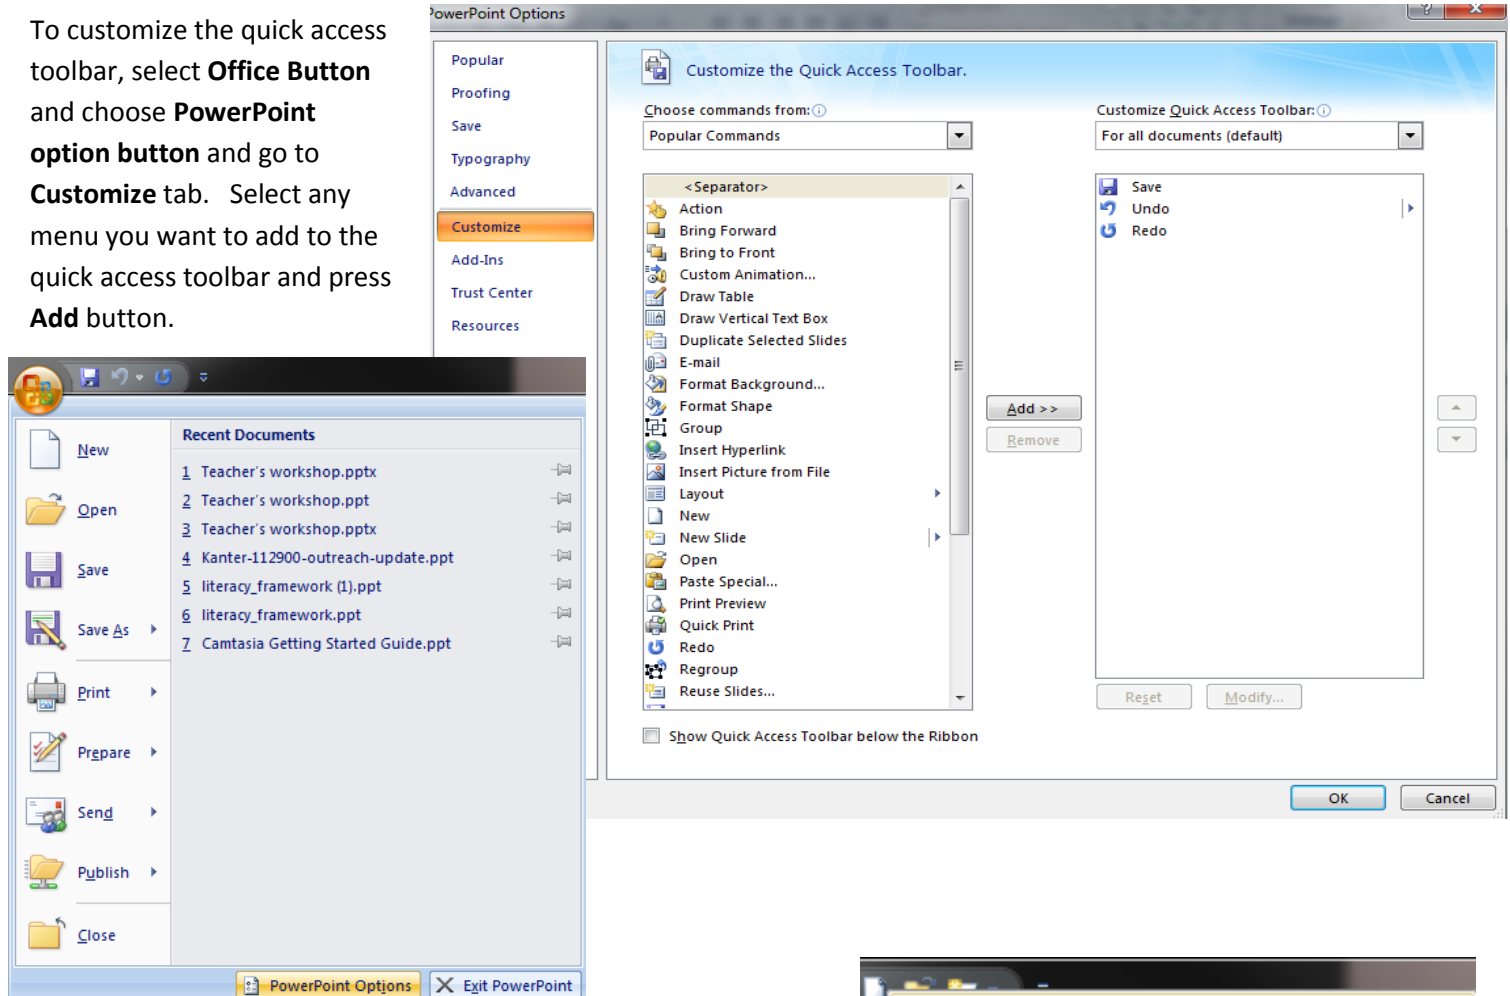 To customize the quick access
toolbar, select Office Button
and choose PowerPoint
option button and go to
Customize tab. Select any
menu you want to add to the
quick access toolbar and press
Add button.
PowerPoint Options
Popular
Proofing
Save
Typography
Advanced
Customize
Add-Ins
Trust Center
Resources
Customize the Quick Access Toolbar.
Choose commands from:
Popular Commands
<Separator>
Action
Bring Forward
Bring to Front
Custom Animation...
Draw Table
Draw Vertical Text Box
Duplicate Selected Slides
E-mail
Format Background...
Format Shape
Group
Insert Hyperlink
Insert Picture from File
Layout
New
New Slide
Open
Paste Special...
Print Preview
Quick Print
Redo
Regroup
Reuse Slides...
Show Quick Access Toolbar below the Ribbon
Add >>
Remove
Customize Quick Access Toolbar:
For all documents (default)
Save
Undo
Redo
Reset
Modify...
OK
Cancel
New
Open
Save
Save As
Print
Prepare
Send
Publish
Close
Recent Documents
1 Teacher's workshop.pptx
2 Teacher's workshop.ppt
3 Teacher's workshop.pptx
4 Kanter-112900-outreach-update.ppt
5 literacy_framework (1).ppt
6 literacy_framework.ppt
7 Camtasia Getting Started Guide.ppt
PowerPoint Options
X Exit PowerPoint